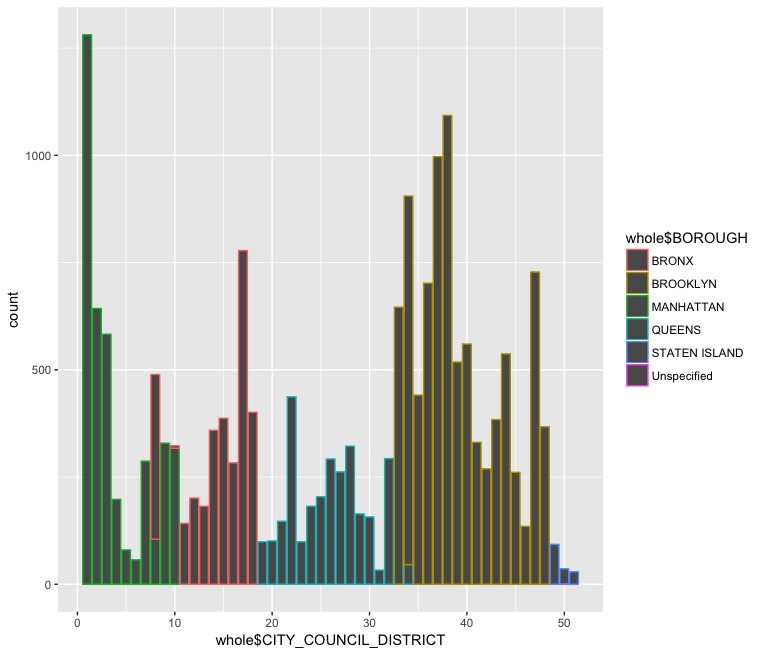 1000
500
0
count
0 10 20 30 40 50
whole$CITY_COUNCIL_DISTRICT
whole$BOROUGH
BRONX
BROOKLYN
MANHATTAN
QUEENS
STATEN ISLAND
Unspecified